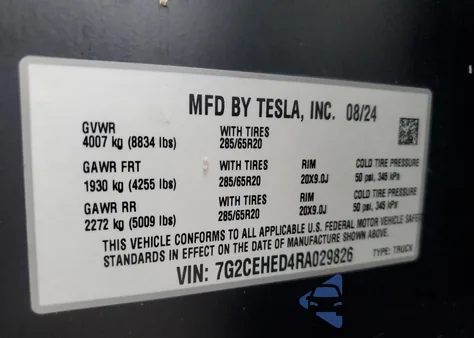 MFD BY TESLA, INC. 08/24
GVWR
4007 kg (8834 lbs)
WITH TIRES
285/65R20
GAWR FRT
1930 kg (4255 lbs)
WITH TIRES
285/65R20
RIM
20X9.0J
COLD TIRE PRESSURE
50 psi, 345 kPa
GAWR RR
2272 kg (5009 lbs)
WITH TIRES
285/65R20
RIM
20X9.0J
COLD TIRE PRESSURE
50 psi, 345 kPa
THIS VEHICLE CONFORMS TO ALL APPLICABLE U.S. FEDERAL MOTOR VEHICLE SAFETY
STANDARDS IN EFFECT ON THE DATE OF MANUFACTURE SHOWN ABOVE.
VIN: 7G2CEHED4RA029826
TYPE: TRUCK